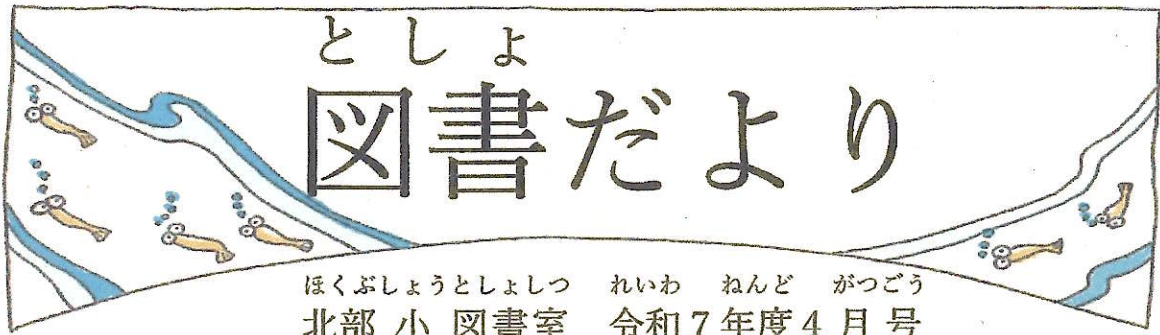 としょ
図書だより
ほくぶしょうとしょしつ れいわ ねんど がつごう
北部小図書室 令和7年度4月号